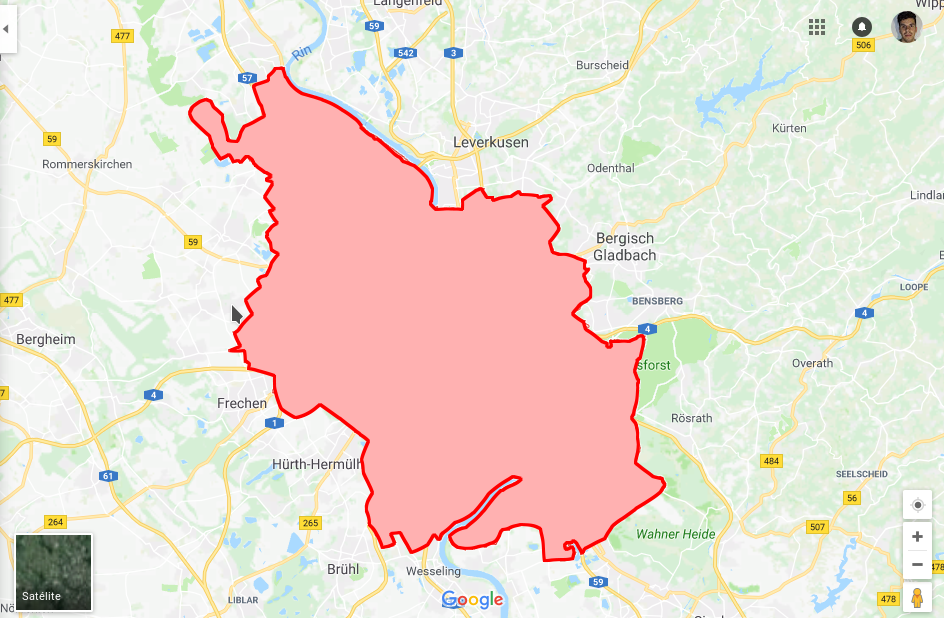 Langenfeld
477
59
Rin
57
542
3
506
Burscheid
59
Rommerskirchen
Leverkusen
Kürten
Odenthal
59
Bergisch
Gladbach
477
BENSBERG
LOOPE
4
4
Bergheim
sforst
Overath
4
Frechen
1
Rösrath
Hürth-Hermülh
484
61
SEELSCHEID
56
264
265
507
Wahner Heide
Brühl
Wesseling
59
478
Satélite
LIBLAR
Google
478